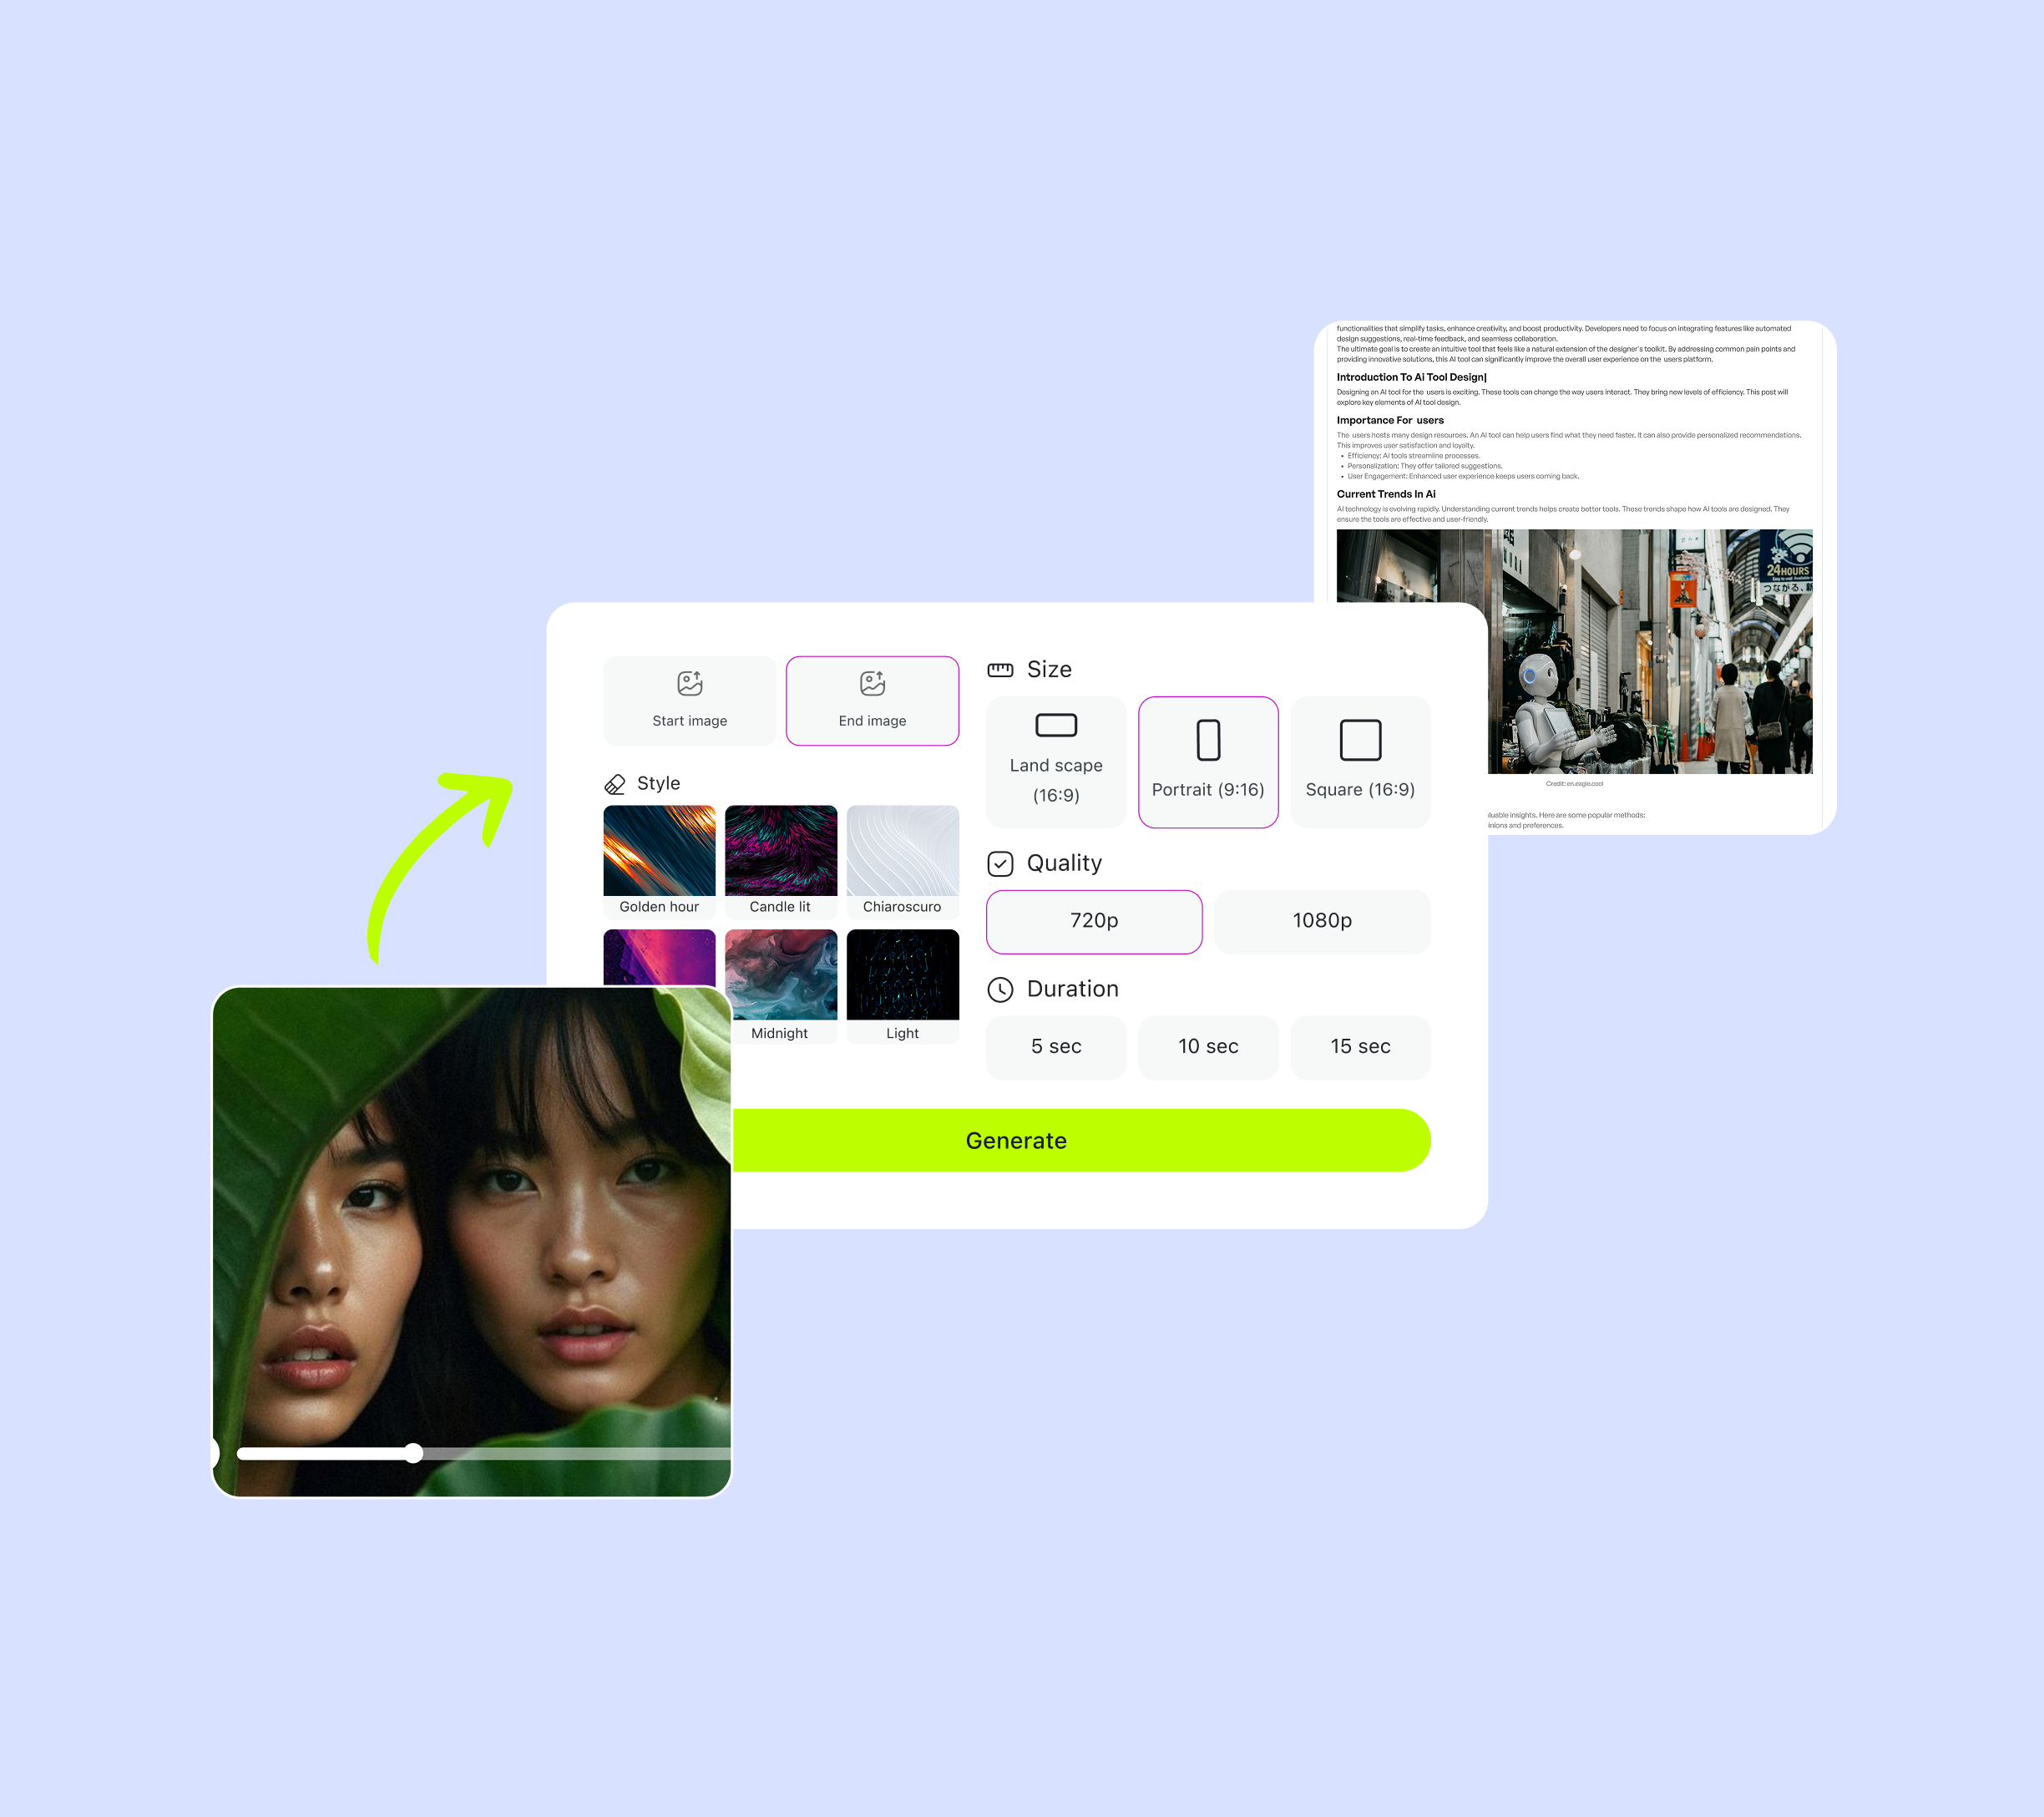 functionalities that simplify tasks, enhance creativity, and boost productivity. Developers need to focus on integrating features like automated
design suggestions, real-time feedback, and seamless collaboration.
The ultimate goal is to create an intuitive tool that feels like a natural extension of the designer's toolkit. By addressing common pain points and
providing innovative solutions, this AI tool can significantly improve the overall user experience on the users platform.
Introduction To Ai Tool Design
Designing an AI tool for the users is exciting. These tools can change the way users interact. They bring new levels of efficiency. This post will
explore key elements of AI tool design.
Importance For users
The users hosts many design resources. An AI tool can help users find what they need faster. It can also provide personalized recommendations.
This improves user satisfaction and loyalty.
• Efficiency: AI tools streamline processes.
• Personalization: They offer tailored suggestions.
• User Engagement: Enhanced user experience keeps users coming back.
Current Trends In Ai
AI technology is evolving rapidly. Understanding current trends helps create better tools. These trends shape how AI tools are designed. They
ensure the tools are effective and user-friendly.
24HOURS
つながる、新
Credit: en.eagle.cool
luable insights. Here are some popular methods:
inions and preferences.
Start image
End image
Style
Golden hour
Candle lit
Chiaroscuro
Midnight
Light
Size
Land scape
(16:9)
Portrait (9:16)
Square (16:9)
Quality
720p
1080p
Duration
5 sec
10 sec
15 sec
Generate